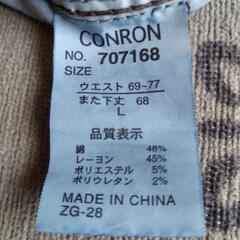 CONRON
NO. 707168
SIZE
ウエスト 69~77
また下丈 68
L
品質表示
綿 48%
レーヨン 45%
ポリエステル 5%
ポリウレタン 2%
MADE IN CHINA
ZG-28